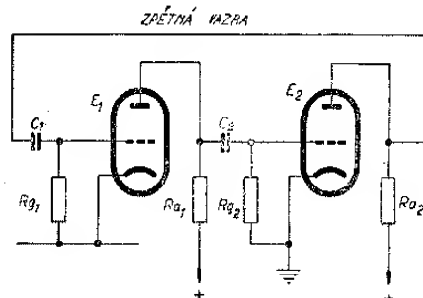 ZPĚTNÁ VAZBA
E1
E2
C1
C2
Rg1
Ra1
Rg2
Ra2
+
+